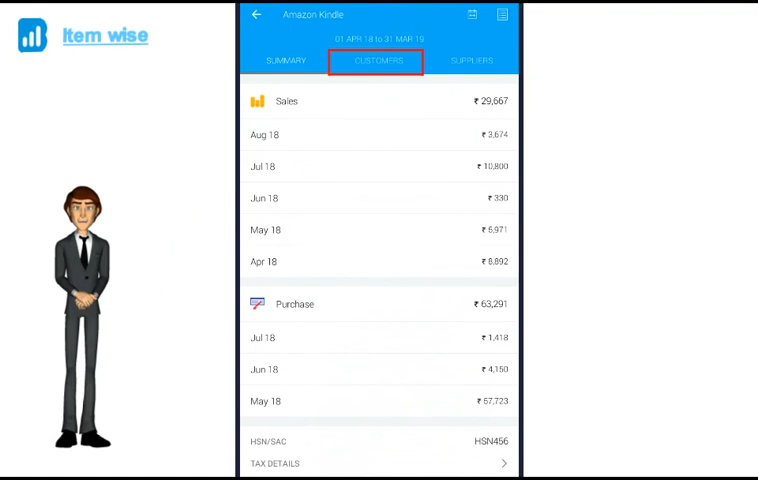 Item wise
Amazon Kindle
01 APR 18 to 31 MAR 19
SUMMARY CUSTOMERS SUPPLIERS
Sales ₹ 29,667
Aug 18 ₹ 3,674
Jul 18 ₹ 10,800
Jun 18 ₹ 330
May 18 ₹ 5,971
Apr 18 ₹ 8,892
Purchase ₹ 63,291
Jul 18 ₹ 1,418
Jun 18 ₹ 4,150
May 18 ₹ 57,723
HSN/SAC HSN456
TAX DETAILS